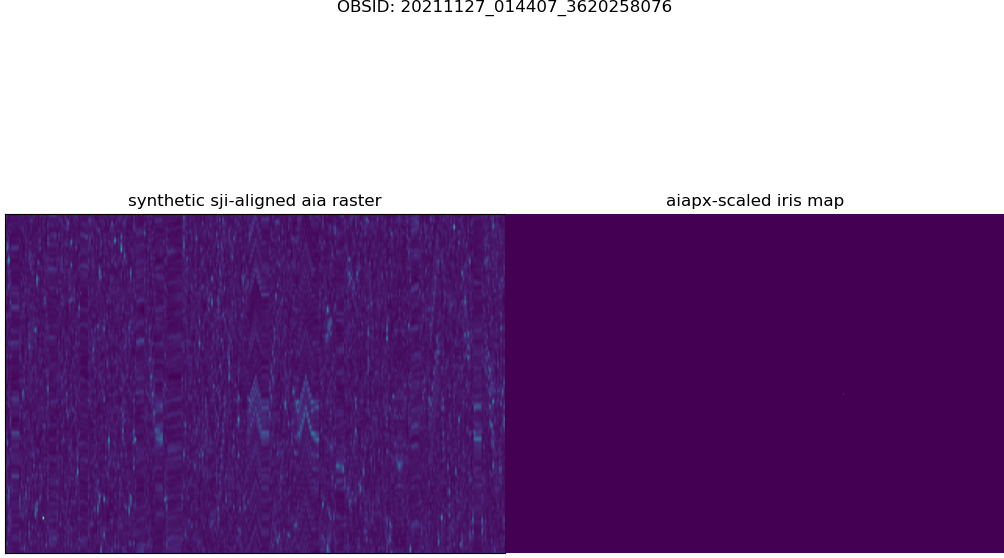 OBSID: 20211127_014407_3620258076
synthetic sji-aligned aia raster
aiapx-scaled iris map